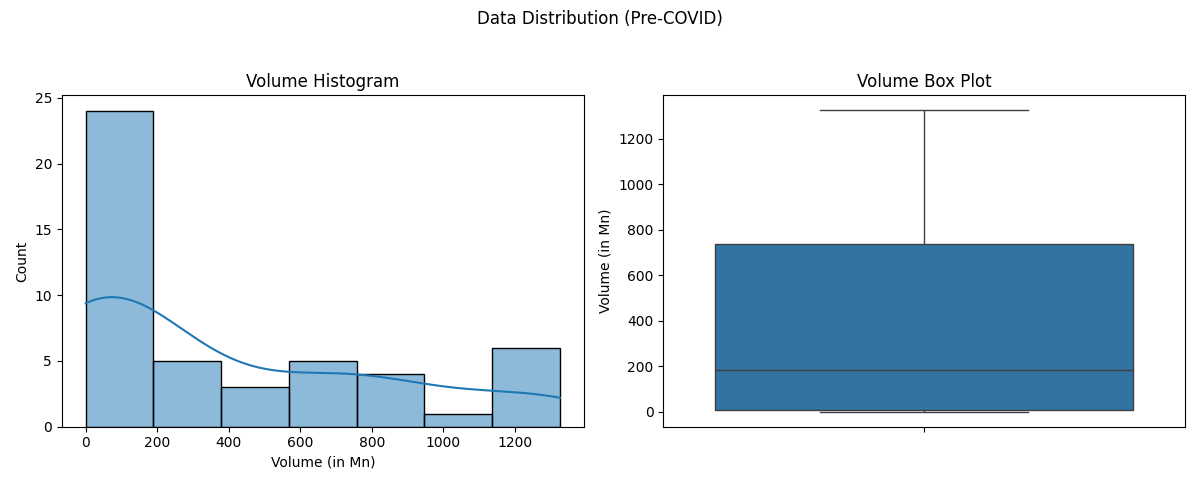 Data Distribution (Pre-COVID)
Volume Histogram
25
20
15
10
5
0
Count
0 200 400 600 800 1000 1200
Volume (in Mn)
Volume Box Plot
1200
1000
800
600
400
200
0
Volume (in Mn)